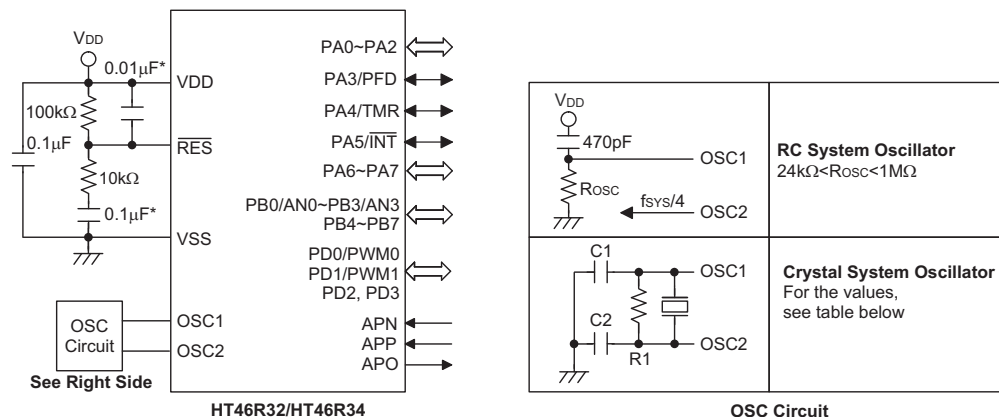 VDD
0.01μF*
VDD
100kΩ
0.1μF
RES
10kΩ
0.1μF*
VSS
OSC
Circuit
OSC1
OSC2
See Right Side
PA0~PA2
PA3/PFD
PA4/TMR
PA5/INT
PA6~PA7
PB0/AN0~PB3/AN3
PB4~PB7
PD0/PWM0
PD1/PWM1
PD2, PD3
APN
APP
APO
HT46R32/HT46R34
VDD
470pF
OSC1
ROSC
fSYS/4
OSC2
RC System Oscillator
24kΩ<ROSC<1MΩ
C1
OSC1
C2
R1
OSC2
Crystal System Oscillator
For the values,
see table below
OSC Circuit